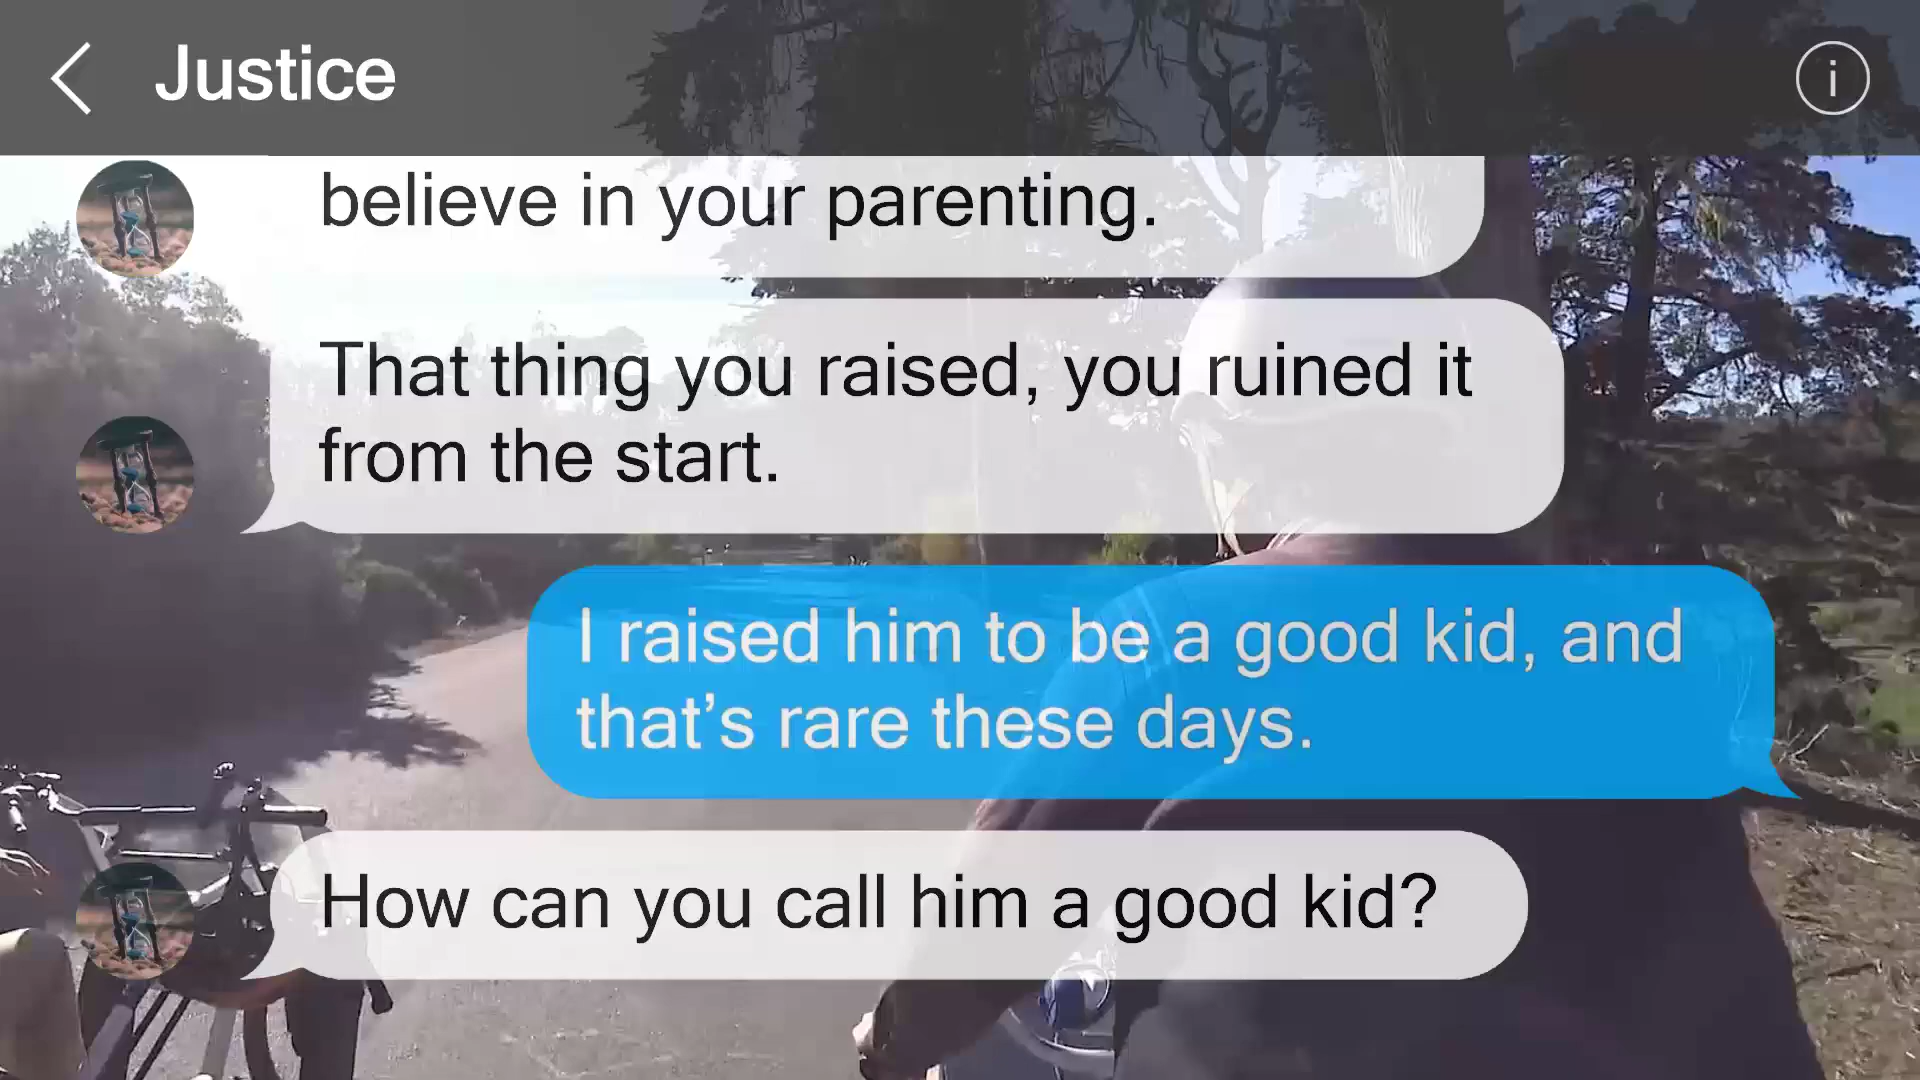 Justice
believe in your parenting.
That thing you raised, you ruined it
from the start.
I raised him to be a good kid, and
that’s rare these days.
How can you call him a good kid?